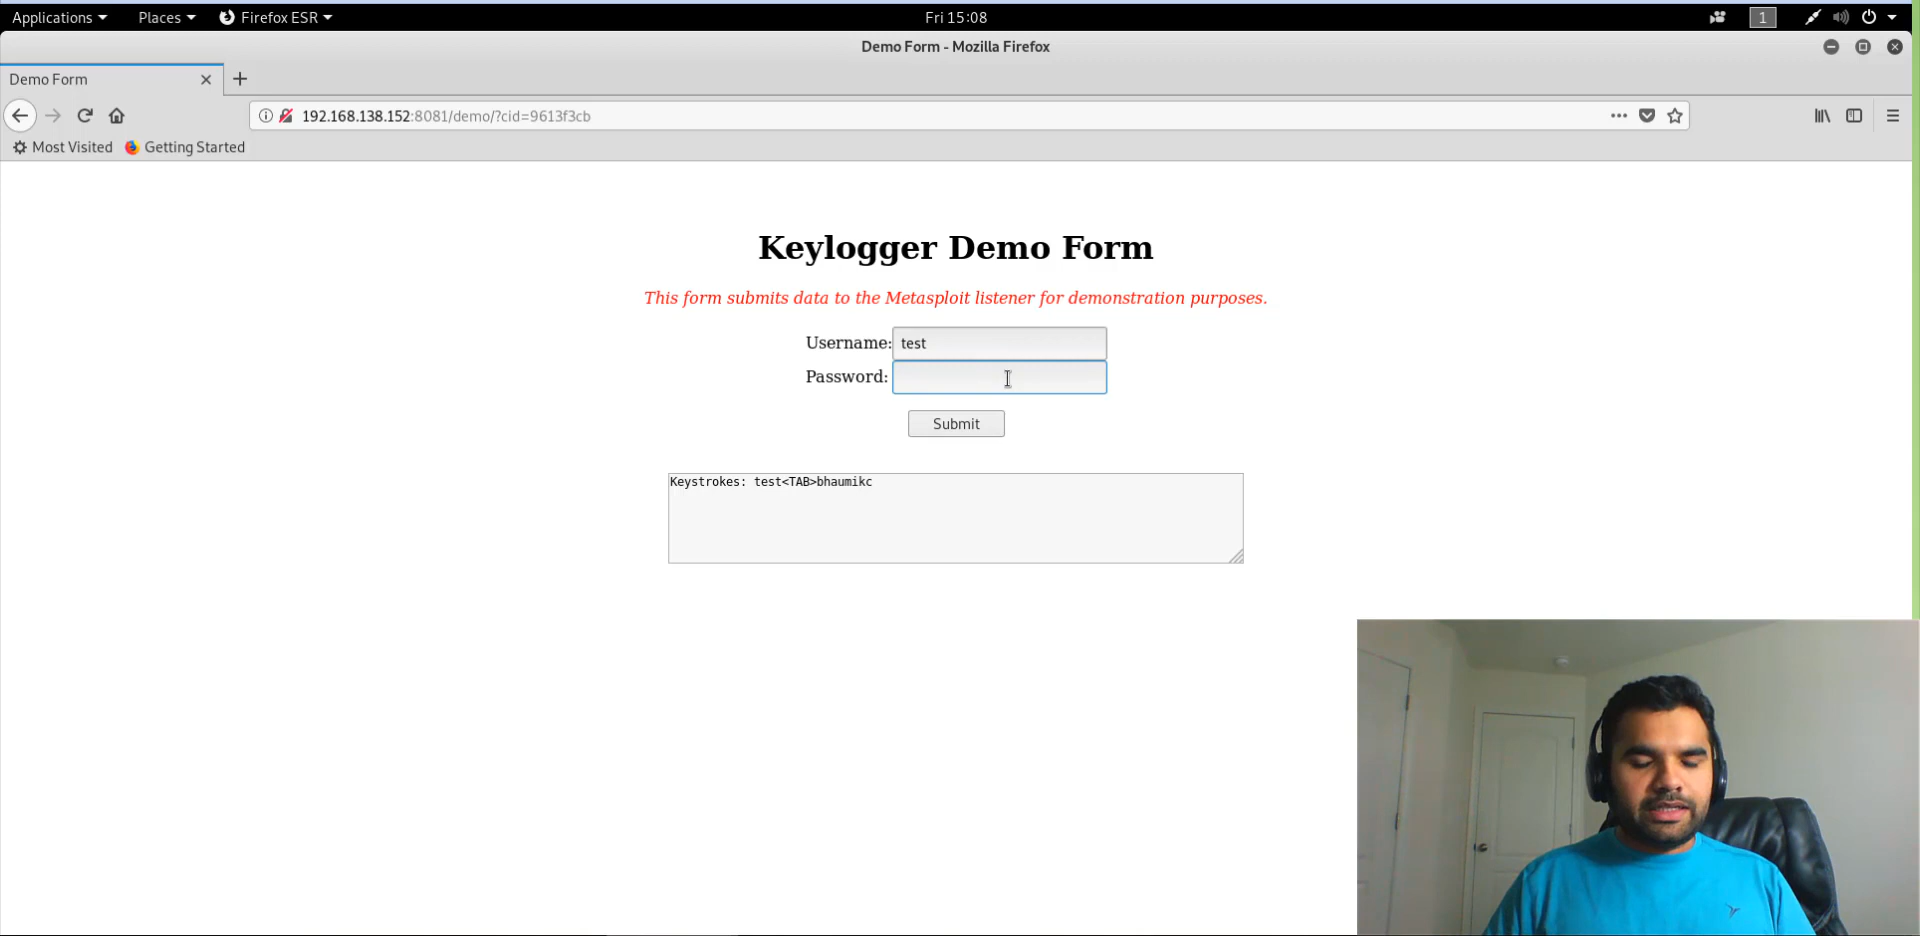 Applications Places Firefox ESR Fri 15:08 1
Demo Form - Mozilla Firefox
Demo Form
192.168.138.152:8081/demo/?cid=9613f3cb
Most Visited Getting Started
Keylogger Demo Form
This form submits data to the Metasploit listener for demonstration purposes.
Username: test
Password:
Submit
Keystrokes: test<TAB>bhaumikc